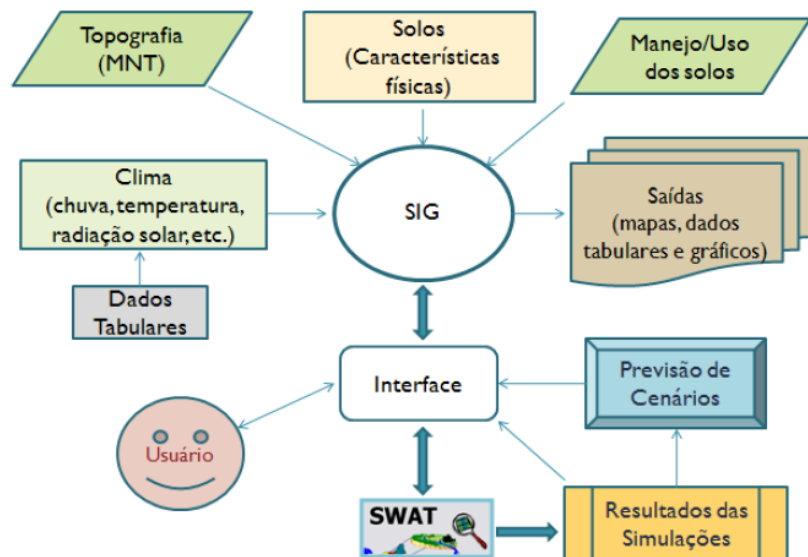 Topografia
(MNT)
Solos
(Características
físicas)
Manejo/Uso
dos solos
Clima
(chuva, temperatura,
radiação solar, etc.)
SIG
Saídas
(mapas, dados
tabulares e gráficos)
Dados
Tabulares
Interface
Previsão de
Cenários
Usuário
SWAT
Resultados das
Simulações